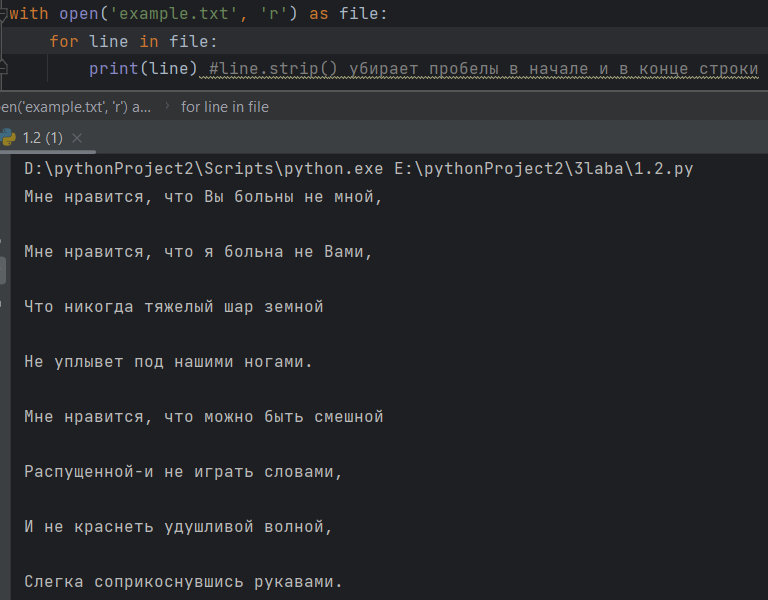 with open('example.txt', 'r') as file:
    for line in file:
        print(line) #line.strip() убирает пробелы в начале и в конце строки
en('example.txt', 'r') a... › for line in file
1.2 (1) ×
D:\pythonProject2\Scripts\python.exe E:\pythonProject2\3laba\1.2.py
Мне нравится, что Вы больны не мной,
Мне нравится, что я больна не Вами,
Что никогда тяжелый шар земной
Не уплывет под нашими ногами.
Мне нравится, что можно быть смешной
Распущенной-и не играть словами,
И не краснеть удушливой волной,
Слегка соприкоснувшись рукавами.